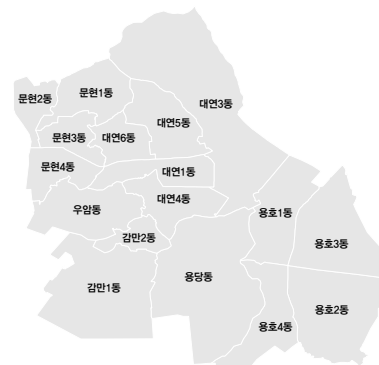 문현1동
문현2동
대연3동
대연5동
문현3동
대연6동
문현4동
대연1동
대연4동
우암동
용호1동
감만2동
용호3동
용당동
감만1동
용호2동
용호4동